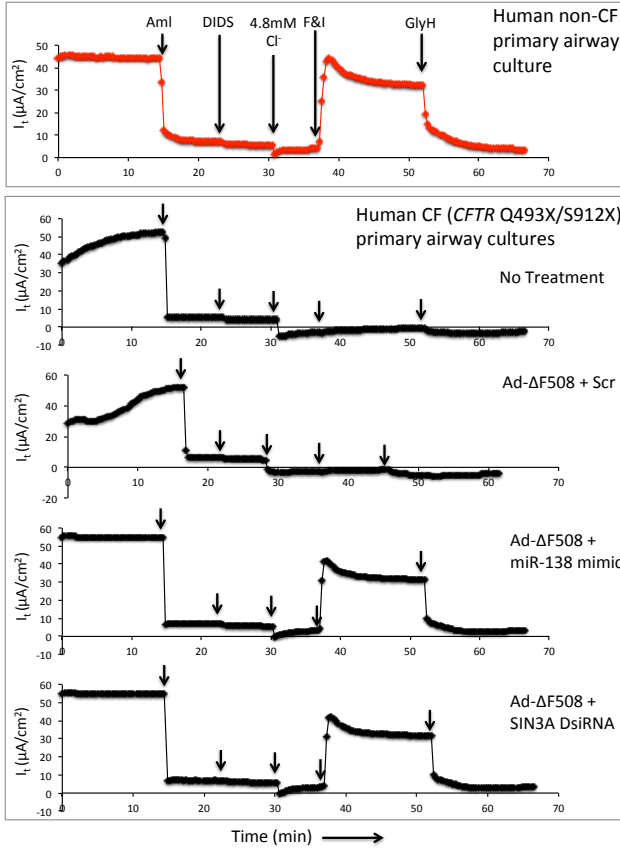 Human non-CF
primary airway
culture
Aml DIDS 4.8mM F&I GlyH
Cl⁻
Iₜ (µA/cm²)
50
40
30
20
10
0
0 10 20 30 40 50 60 70
Human CF (CFTR Q493X/S912X)
primary airway cultures
No Treatment
Iₜ (µA/cm²)
60
50
40
30
20
10
0
-10
0 10 20 30 40 50 60 70
Ad-ΔF508 + Scr
Iₜ (µA/cm²)
60
40
20
0
-20
0 10 20 30 40 50 60 70
Ad-ΔF508 +
miR-138 mimic
Iₜ (µA/cm²)
60
50
40
30
20
10
0
-10
0 10 20 30 40 50 60 70
Ad-ΔF508 +
SIN3A DsiRNA
Iₜ (µA/cm²)
60
50
40
30
20
10
0
-10
0 10 20 30 40 50 60 70
Time (min)